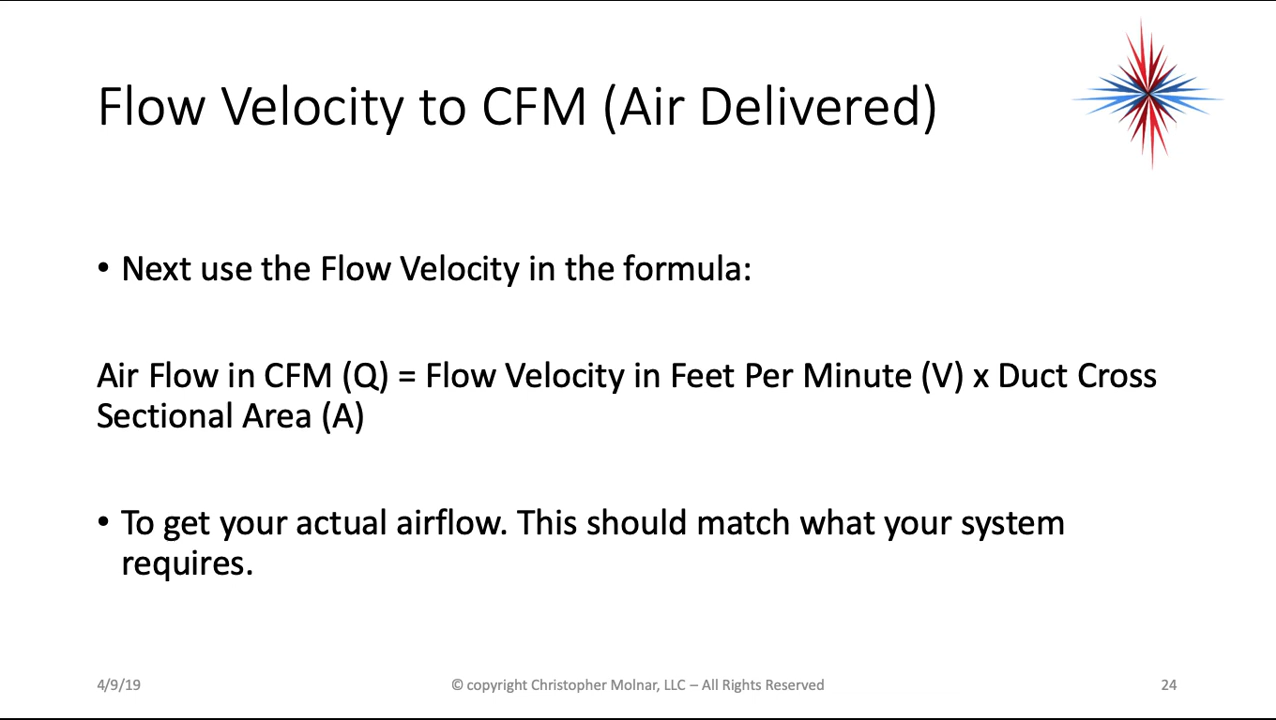 Flow Velocity to CFM (Air Delivered)
• Next use the Flow Velocity in the formula:
Air Flow in CFM (Q) = Flow Velocity in Feet Per Minute (V) x Duct Cross
Sectional Area (A)
• To get your actual airflow. This should match what your system
requires.
4/9/19
© copyright Christopher Molnar, LLC – All Rights Reserved
24